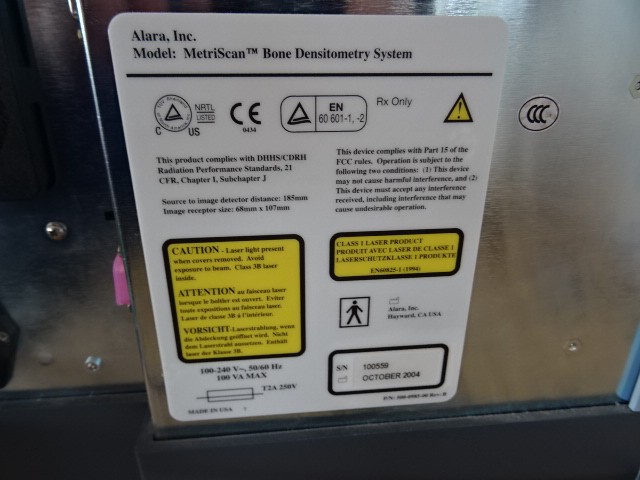 Alara, Inc.
Model: MetriScan™ Bone Densitometry System
NRTL
LISTED
C US
CE
0434
EN
60 601-1, -2
Rx Only
CCC
This product complies with DHHS/CDRH
Radiation Performance Standards, 21
CFR, Chapter I, Subchapter J
Source to image detector distance: 185mm
Image receptor size: 68mm x 107mm
This device complies with Part 15 of the
FCC rules. Operation is subject to the
following two conditions: (1) This device
may not cause harmful interference, and (2)
This device must accept any interference
received, including interference that may
cause undesirable operation.
CAUTION - Laser light present
when covers removed. Avoid
exposure to beam. Class 3B laser
inside.
ATTENTION au faisceau laser
lorsque le boîtier est ouvert. Eviter
toute expositions au faisceau laser.
Laser de classe 3B à l'intérieur.
VORSICHT-Laserstrahlung, wenn
die Abderkung geöffnet wird. Nicht
dem Laserstrahl aussetzen. Enthält
laser der Klasse 3B.
CLASS 1 LASER PRODUCT
PRODUIT AVEC LASER DE CLASSE 1
LASERSCHUTZKLASSE 1 PRODUKTE
EN60825-1 (1994)
Alara, Inc.
Hayward, CA USA
100-240 V~, 50/60 Hz
100 VA MAX
T2A 250V
MADE IN USA
S/N 100559
OCTOBER 2004